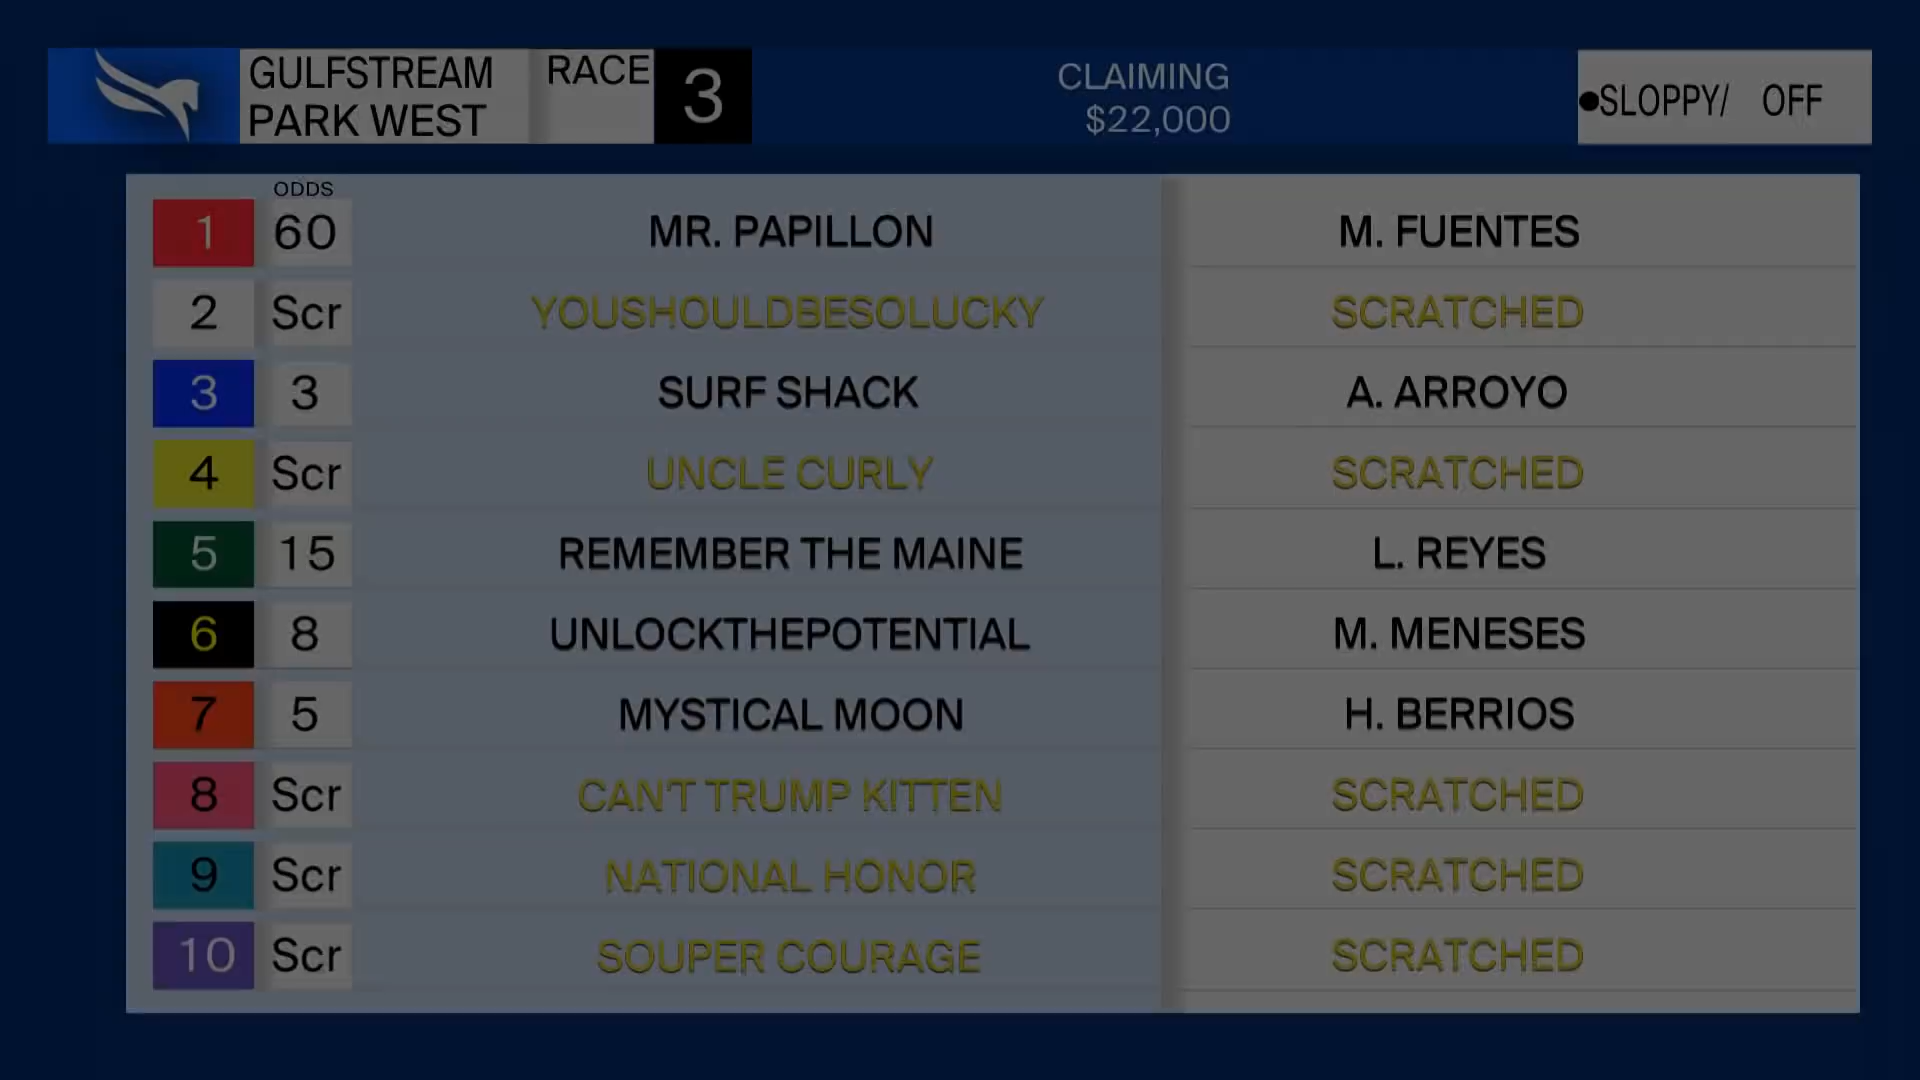 GULFSTREAM
PARK WEST
RACE
3
CLAIMING
$22,000
•SLOPPY/ OFF
ODDS
1 60 MR. PAPILLON M. FUENTES
2 Scr YOUSHOULDBESOLUCKY SCRATCHED
3 3 SURF SHACK A. ARROYO
4 Scr UNCLE CURLY SCRATCHED
5 15 REMEMBER THE MAINE L. REYES
6 8 UNLOCKTHEPOTENTIAL M. MENESES
7 5 MYSTICAL MOON H. BERRIOS
8 Scr CAN'T TRUMP KITTEN SCRATCHED
9 Scr NATIONAL HONOR SCRATCHED
10 Scr SOUPER COURAGE SCRATCHED